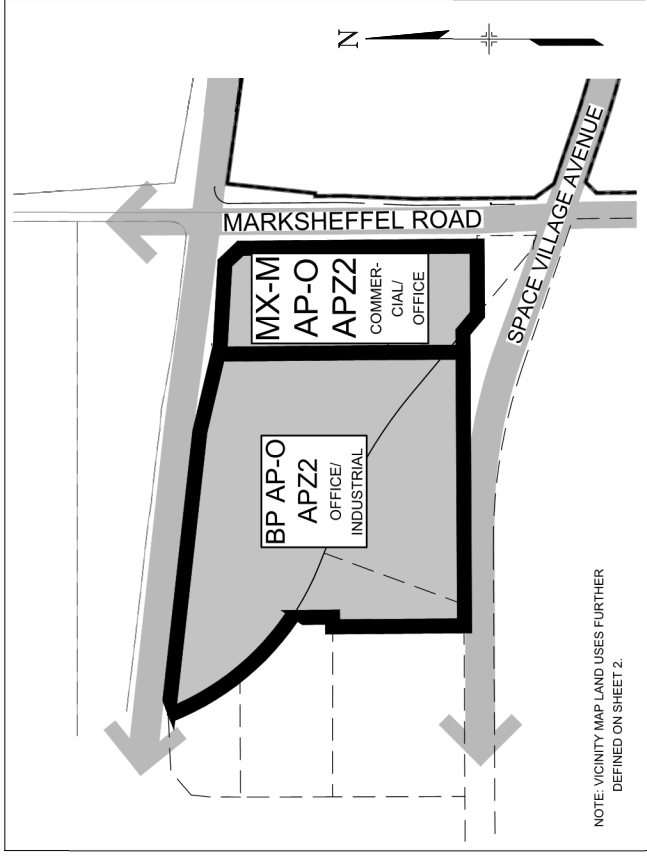 N
MARKSHEFFEL ROAD
MX-M
AP-O
APZ2
COMMER-
CIAL/
OFFICE
SPACE VILLAGE AVENUE
BP AP-O
APZ2
OFFICE/
INDUSTRIAL
NOTE: VICINITY MAP LAND USES FURTHER
DEFINED ON SHEET 2.